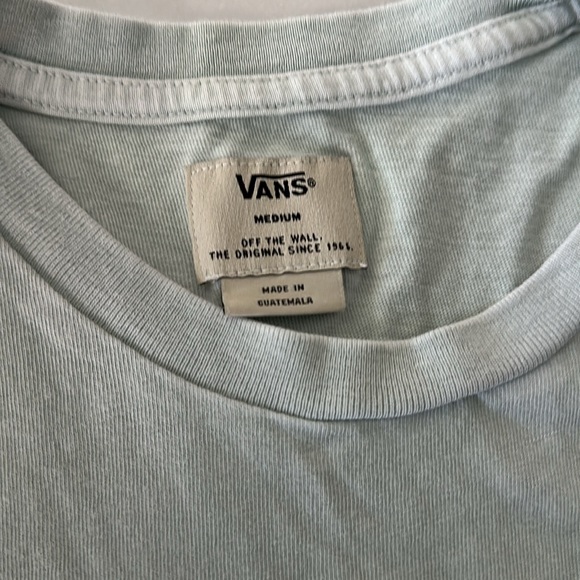 VANS®
MEDIUM
OFF THE WALL.
THE ORIGINAL SINCE 1966.
MADE IN
GUATEMALA